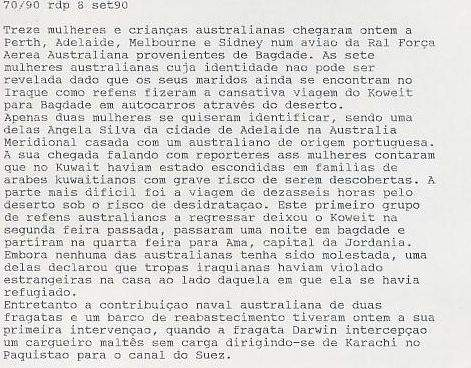 70/90 rdp 8 set90
Treze mulheres e crianças australianas chegaram ontem a
Perth, Adelaide, Melbourne e Sidney num aviao da Ral Força
Aerea Australiana provenientes de Bagdade. As sete
mulheres australianas cuja identidade nao pode ser
revelada dado que os seus maridos ainda se encontram no
Iraque como refens fizeram a cansativa viagem do Koweit
para Bagdade em autocarros através do deserto.
Apenas duas mulheres se quiseram identificar, sendo uma
delas Angela Silva da cidade de Adelaide na Australia
Meridional casada com um australiano de origem portuguesa.
A sua chegada falando com reporteres ass mulheres contaram
que no Kuwait haviam estado escondidas em familias de
arabes kuwaitianos com grave risco de serem descobertas. A
parte mais dificil foi a viagem de dezasseis horas pelo
deserto sob o risco de desidrataçao. Este primeiro grupo
de refens australianos a regressar deixou o Koweit na
segunda feira passada, passaram uma noite em bagdade e
partiram na quarta feira para Ama, capital da Jordania.
Embora nenhuma das australianas tenha sido molestada, uma
delas declarou que tropas iraquianas haviam violado
estrangeiras na casa ao lado daquela em que ela se havia
refugiado.
Entretanto a contribuiçao naval australiana de duas
fragatas e um barco de reabastecimento tiveram ontem a sua
primeira intervençao, quando a fragata Darwin intercepçao
um cargueiro maltês sem carga dirigindo-se de Karachi no
Paquistao para o canal do Suez.